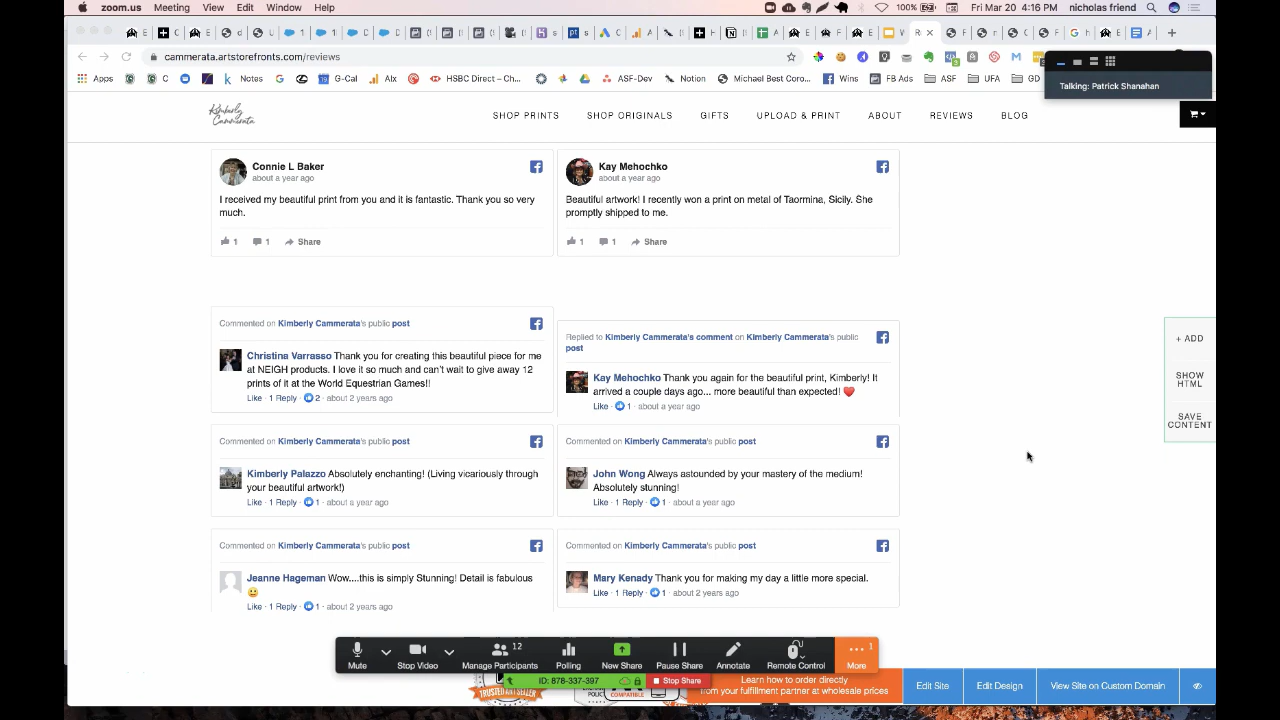 zoom.us Meeting View Edit Window Help
100% Fri Mar 20 4:16 PM nicholas friend
cammerata.artstorefronts.com/reviews
Apps G C k Notes G-Cal Alx HSBC Direct – Ch... ASF-Dev Notion Michael Best Coro... Wins FB Ads ASF UFA GD
Talking: Patrick Shanahan
Kimberly
Cammerata
SHOP PRINTS SHOP ORIGINALS GIFTS UPLOAD & PRINT ABOUT REVIEWS BLOG
Connie L Baker
about a year ago
I received my beautiful print from you and it is fantastic. Thank you so very
much.
1 1 Share
Kay Mehochko
about a year ago
Beautiful artwork! I recently won a print on metal of Taormina, Sicily. She
promptly shipped to me.
1 1 Share
Commented on Kimberly Cammerata's public post
Christina Varrasso Thank you for creating this beautiful piece for me
at NEIGH products. I love it so much and can't wait to give away 12
prints of it at the World Equestrian Games!!
Like · 1 Reply · 2 · about 2 years ago
Replied to Kimberly Cammerata's comment on Kimberly Cammerata's public
post
Kay Mehochko Thank you again for the beautiful print, Kimberly! It
arrived a couple days ago... more beautiful than expected! ❤️
Like · 1 · about a year ago
Commented on Kimberly Cammerata's public post
Kimberly Palazzo Absolutely enchanting! (Living vicariously through
your beautiful artwork!)
Like · 1 Reply · 1 · about a year ago
Commented on Kimberly Cammerata's public post
John Wong Always astounded by your mastery of the medium!
Absolutely stunning!
Like · 1 Reply · 1 · about a year ago
Commented on Kimberly Cammerata's public post
Jeanne Hageman Wow....this is simply Stunning! Detail is fabulous
🙂
Like · 1 Reply · 1 · about 2 years ago
Commented on Kimberly Cammerata's public post
Mary Kenady Thank you for making my day a little more special.
Like · 1 Reply · 1 · about 2 years ago
+ ADD
SHOW
HTML
SAVE
CONTENT
12 1
Mute Stop Video Manage Participants Polling New Share Pause Share Annotate Remote Control More
ID: 878-337-397 Stop Share
TRUSTED ART
COMPATIBLE
Learn how to order directly
from your fulfillment partner at wholesale prices
Edit Site Edit Design View Site on Custom Domain